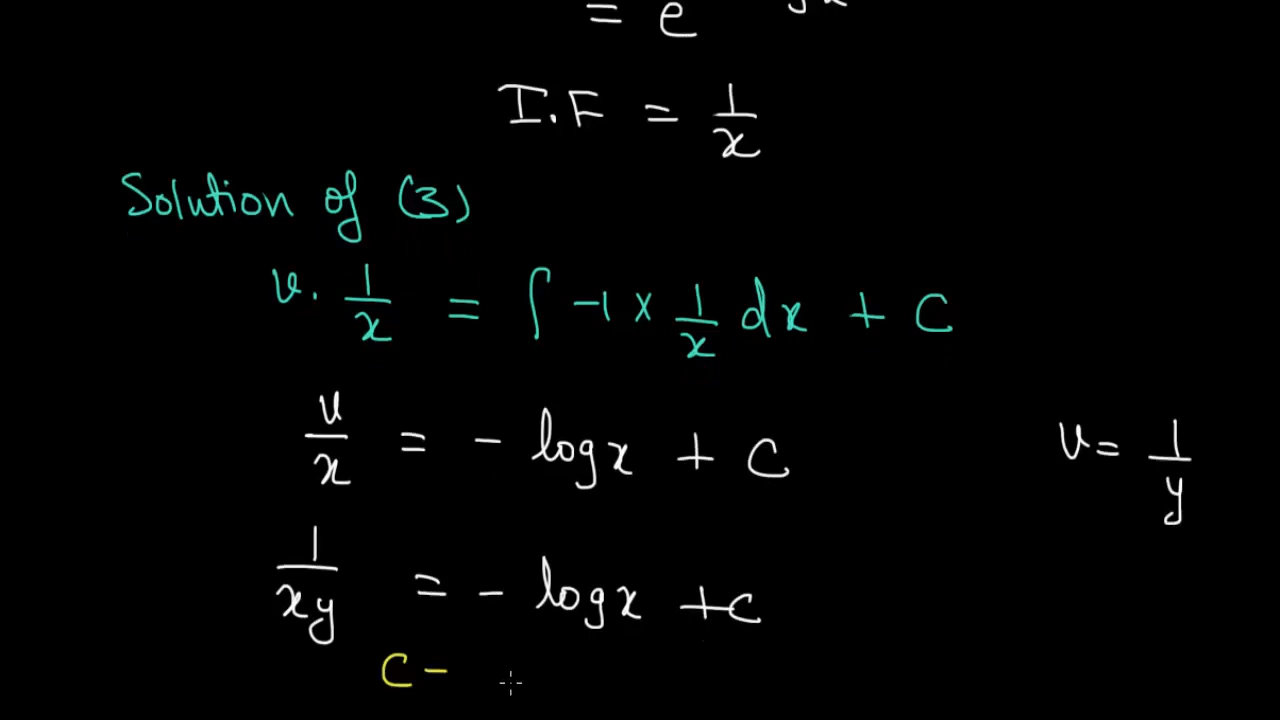 = e
I.F = 1/x
Solution of (3)
v. 1/x = ∫ -1 × 1/x dx + C
v/x = - log x + C
v = 1/y
1/xy = - log x + C
C -